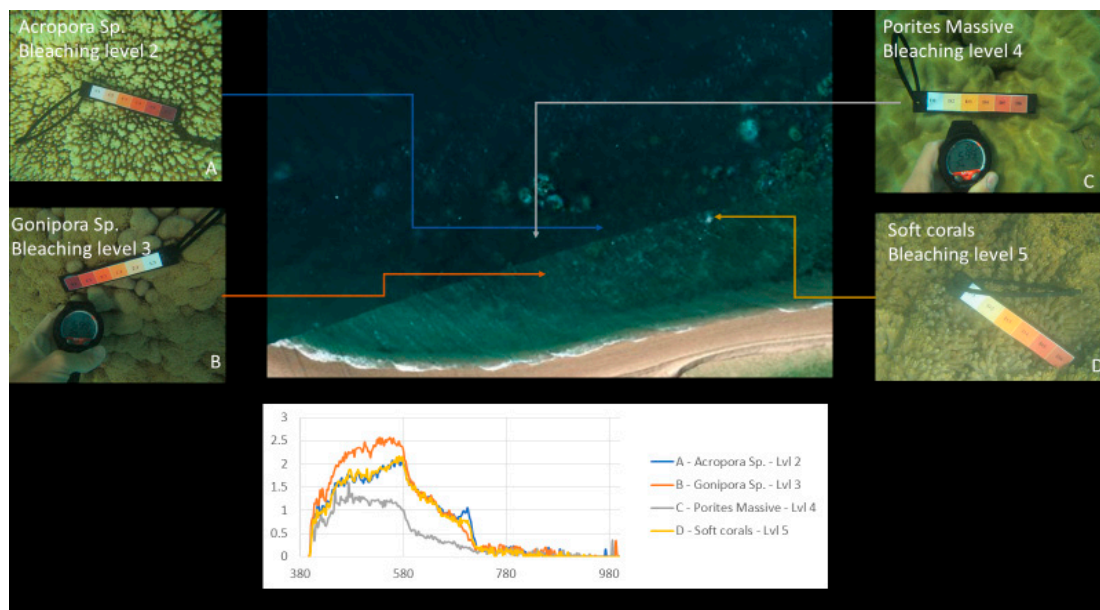 Acropora Sp.
Bleaching level 2
A
Gonipora Sp.
Bleaching level 3
B
Porites Massive
Bleaching level 4
C
Soft corals
Bleaching level 5
D
3
2.5
2
1.5
1
0.5
0
380
580
780
980
A - Acropora Sp. - Lvl 2
B - Gonipora Sp. - Lvl 3
C - Porites Massive - Lvl 4
D - Soft corals - Lvl 5